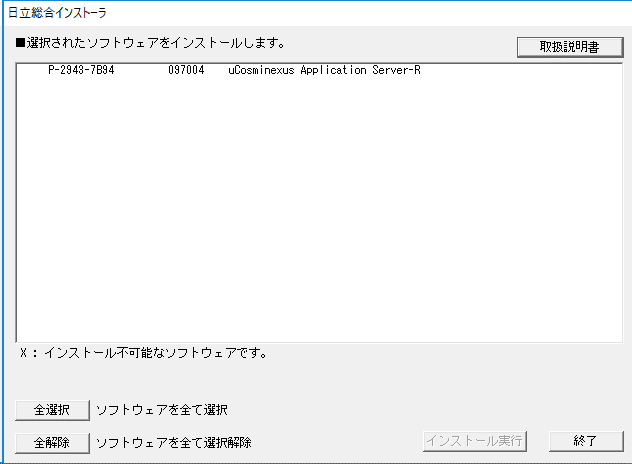 日立総合インストーラ
■選択されたソフトウェアをインストールします。
取扱説明書
P-2943-7B94 097004 uCosminexus Application Server-R
X : インストール不可能なソフトウェアです。
全選択 ソフトウェアを全て選択
全解除 ソフトウェアを全て選択解除
インストール実行 終了